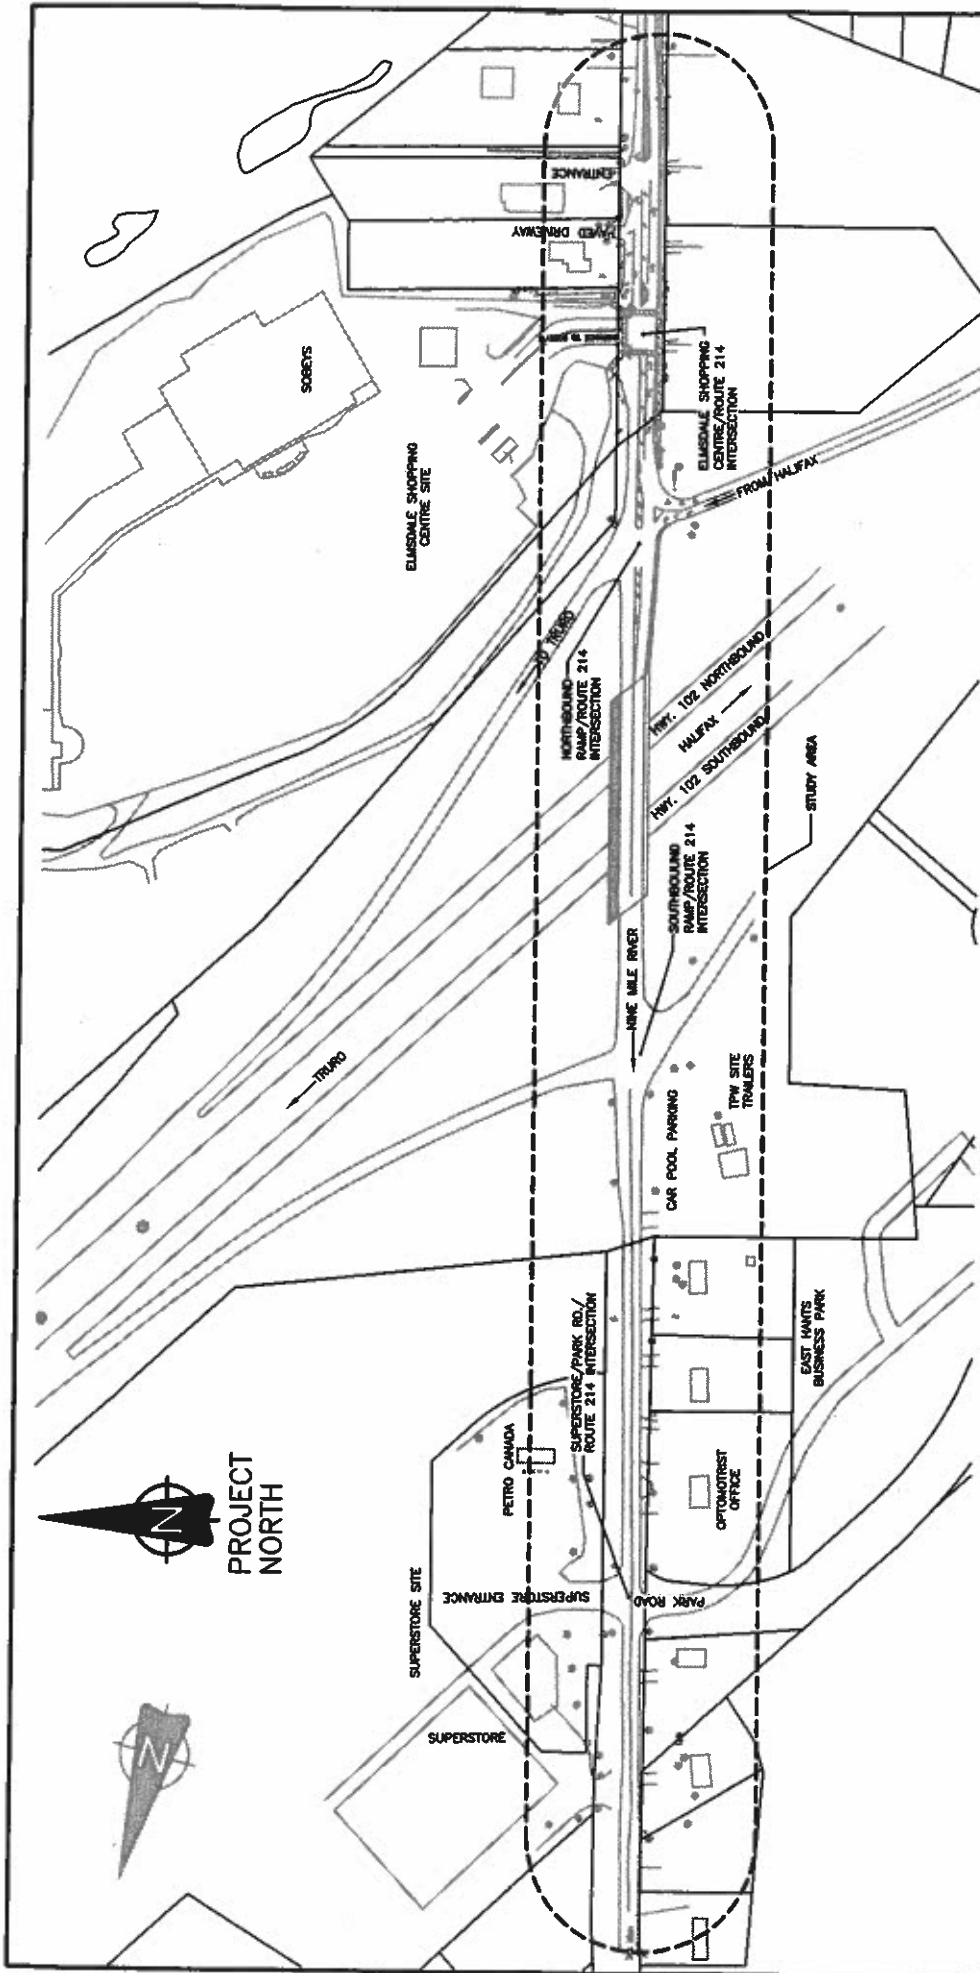 PROJECT
NORTH
N
N
SUPERSTORE SITE
SUPERSTORE
SUPERSTORE ENTRANCE
PETRO CANADA
SUPERSTORE/PARK RD./
ROUTE 214 INTERSECTION
PARK ROAD
OPTOMOTRIST
OFFICE
EAST HANTS
BUSINESS PARK
TRURO
CAR POOL PARKING
TPW SITE
TRAILERS
NINE MILE RIVER
SOUTHBOUND
RAMP/ROUTE 214
INTERSECTION
STUDY AREA
HWY. 102 SOUTHBOUND
HALIFAX
HWY. 102 NORTHBOUND
NORTHBOUND
RAMP/ROUTE 214
INTERSECTION
TO TRURO
FROM HALIFAX
ELMSDALE SHOPPING
CENTRE SITE
SOBEYS
ELMSDALE SHOPPING
CENTRE/ROUTE 214
INTERSECTION
PAVED DRIVEWAY
ENTRANCE